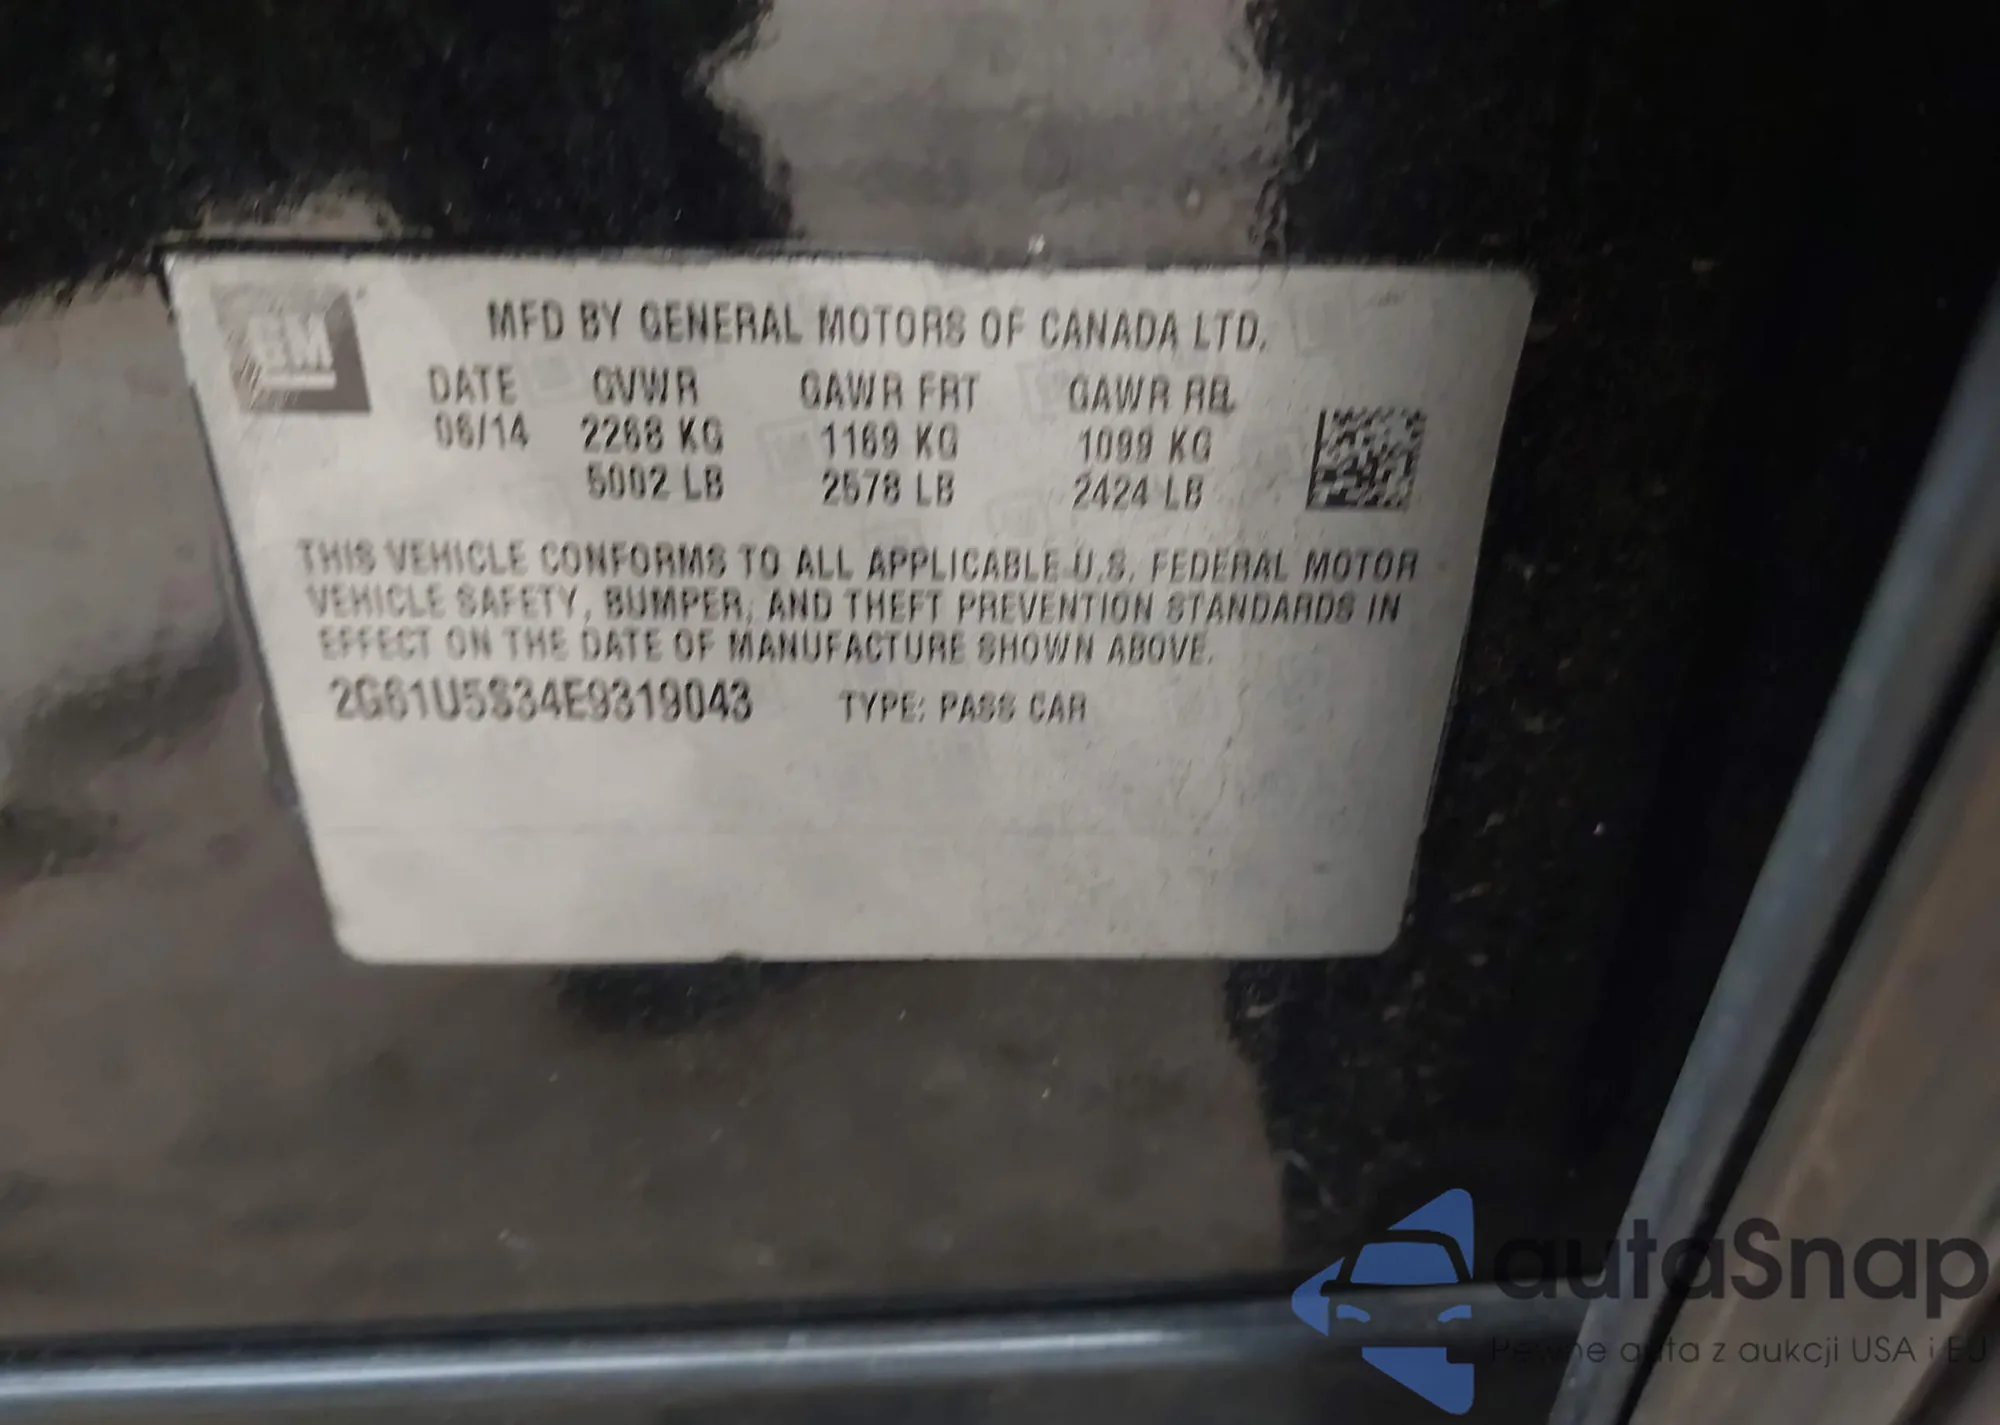 GM
MFD BY GENERAL MOTORS OF CANADA LTD.
DATE GVWR GAWR FRT GAWR RR
06/14 2268 KG 1169 KG 1099 KG
5002 LB 2578 LB 2424 LB
THIS VEHICLE CONFORMS TO ALL APPLICABLE U.S. FEDERAL MOTOR
VEHICLE SAFETY, BUMPER, AND THEFT PREVENTION STANDARDS IN
EFFECT ON THE DATE OF MANUFACTURE SHOWN ABOVE.
2G61U5S34E9319043 TYPE: PASS CAR
autaSnap
Pewne auta z aukcji USA i EU